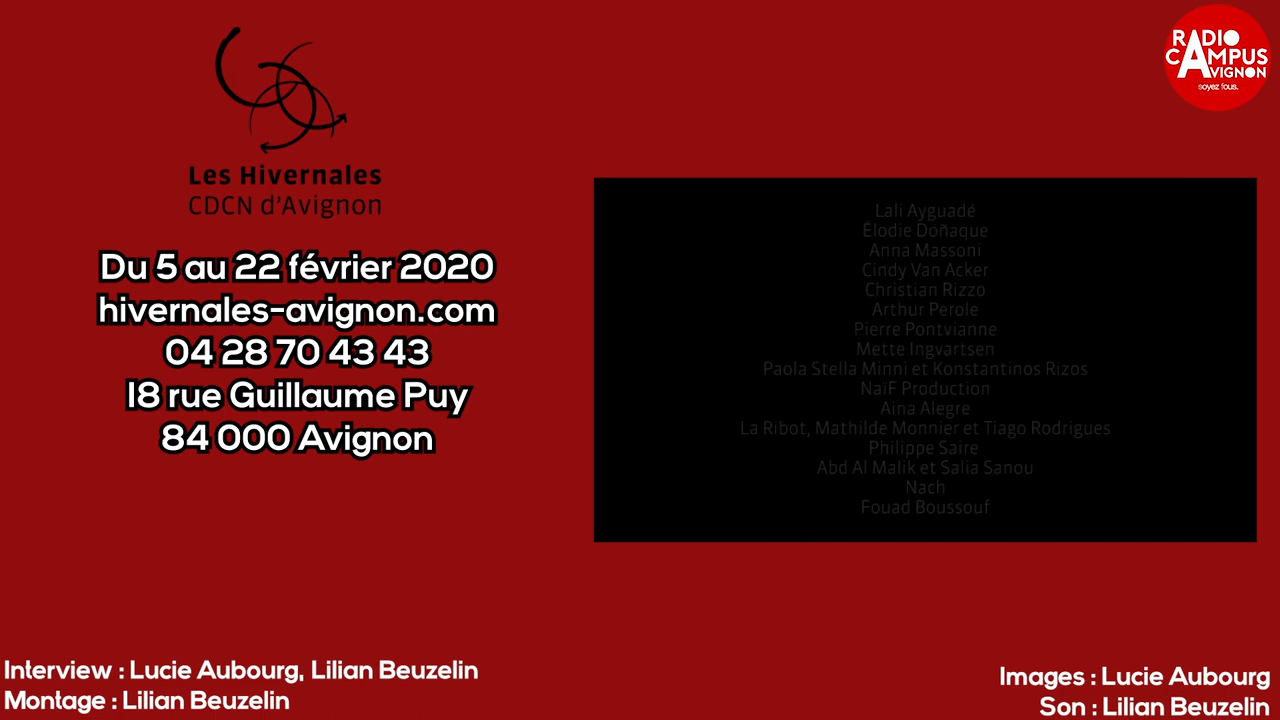 RADIO
CAMPUS
AVIGNON
soyez fous.
Les Hivernales
CDCN d'Avignon
Du 5 au 22 février 2020
hivernales-avignon.com
04 28 70 43 43
18 rue Guillaume Puy
84 000 Avignon
Lali Ayguadé
Élodie Doñaque
Anna Massoni
Cindy Van Acker
Christian Rizzo
Arthur Perole
Pierre Pontvianne
Mette Ingvartsen
Paola Stella Minni et Konstantinos Rizos
NaïF Production
Aina Alegre
La Ribot, Mathilde Monnier et Tiago Rodrigues
Philippe Saire
Abd Al Malik et Salia Sanou
Nach
Fouad Boussouf
Interview : Lucie Aubourg, Lilian Beuzelin
Montage : Lilian Beuzelin
Images : Lucie Aubourg
Son : Lilian Beuzelin